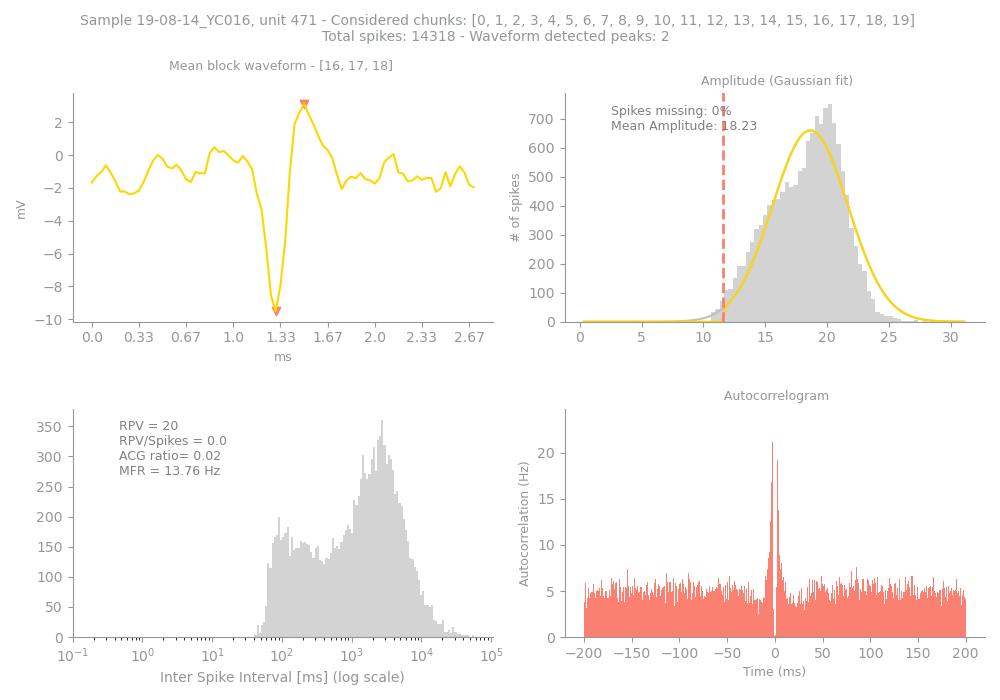 Sample 19-08-14_YC016, unit 471 - Considered chunks: [0, 1, 2, 3, 4, 5, 6, 7, 8, 9, 10, 11, 12, 13, 14, 15, 16, 17, 18, 19]
Total spikes: 14318 - Waveform detected peaks: 2
Mean block waveform - [16, 17, 18]
2
0
−2
−4
−6
−8
−10
mV
0.0 0.33 0.67 1.0 1.33 1.67 2.0 2.33 2.67
ms
Amplitude (Gaussian fit)
Spikes missing: 0%
Mean Amplitude: 18.23
700
600
500
400
300
200
100
0
# of spikes
0 5 10 15 20 25 30
RPV = 20
RPV/Spikes = 0.0
ACG ratio= 0.02
MFR = 13.76 Hz
350
300
250
200
150
100
50
0
10⁻¹ 10⁰ 10¹ 10² 10³ 10⁴ 10⁵
Inter Spike Interval [ms] (log scale)
Autocorrelogram
20
15
10
5
0
Autocorrelation (Hz)
−200 −150 −100 −50 0 50 100 150 200
Time (ms)